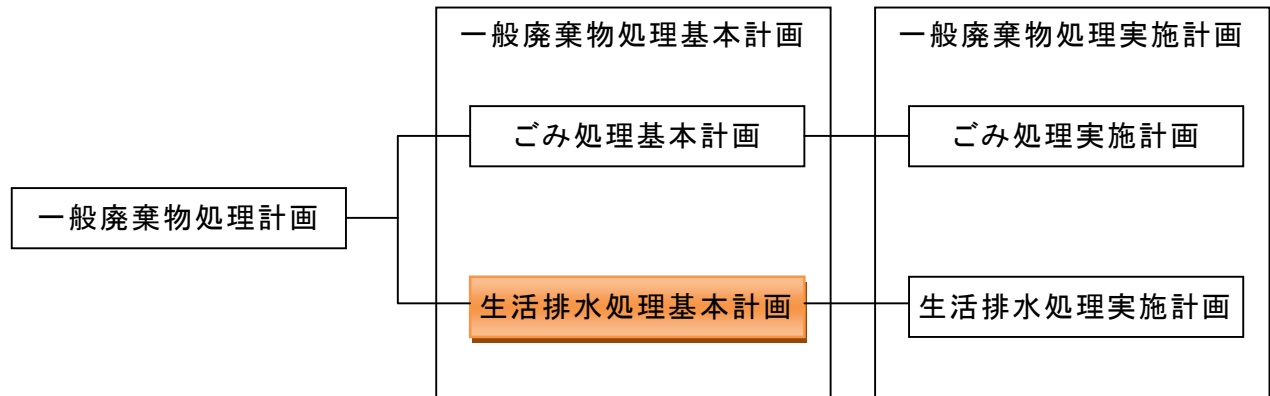 一般廃棄物処理基本計画
一般廃棄物処理実施計画
ごみ処理基本計画
ごみ処理実施計画
一般廃棄物処理計画
生活排水処理基本計画
生活排水処理実施計画